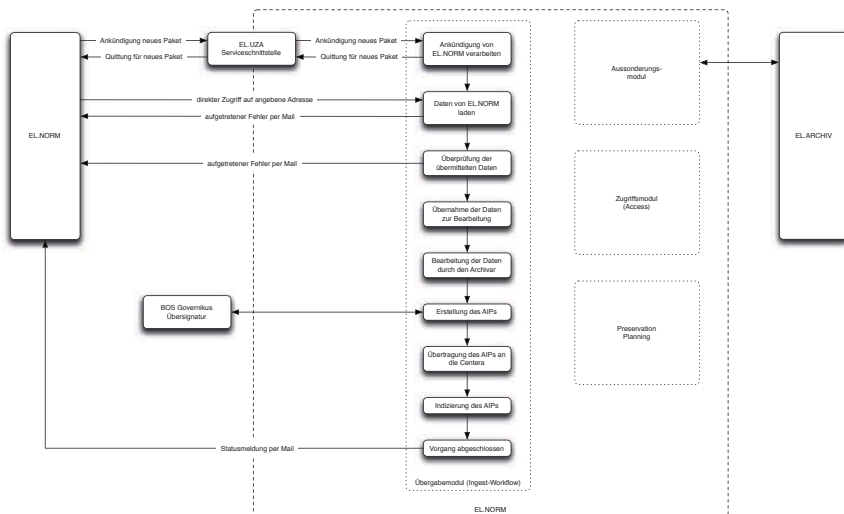 Ankündigung neues Paket
Quittung für neues Paket
EL.UZA
Serviceschnittstelle
Ankündigung neues Paket
Quittung für neues Paket
Ankündigung von
EL.NORM verarbeiten
Aussonderungs-
modul
direkter Zugriff auf angebene Adresse
aufgetretener Fehler per Mail
Daten von EL.NORM
laden
EL.NORM
EL.ARCHIV
aufgetretener Fehler per Mail
Überprüfung der
übermittelten Daten
Zugriffsmodul
(Access)
Übernahme der Daten
zur Bearbeitung
Bearbeitung der Daten
durch den Archivar
BOS Governikus
Übersignatur
Erstellung des AIPs
Preservation
Planning
Übertragung des AIPs an
die Centera
Indizierung des AIPs
Statusmeldung per Mail
Vorgang abgeschlossen
Übergabemodul (Ingest-Workflow)
EL.NORM